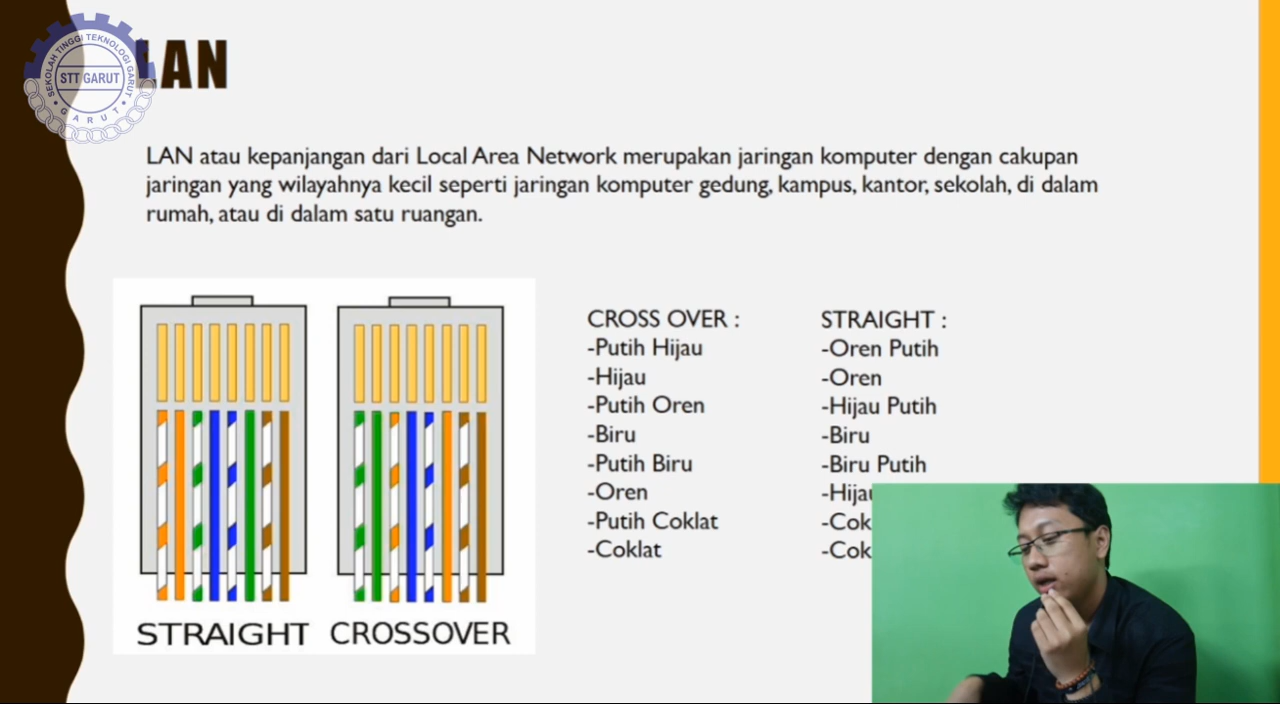 SEKOLAH TINGGI TEKNOLOGI GARUT
STT GARUT
GARUT
LAN
LAN atau kepanjangan dari Local Area Network merupakan jaringan komputer dengan cakupan
jaringan yang wilayahnya kecil seperti jaringan komputer gedung, kampus, kantor, sekolah, di dalam
rumah, atau di dalam satu ruangan.
STRAIGHT
CROSSOVER
CROSS OVER :
-Putih Hijau
-Hijau
-Putih Oren
-Biru
-Putih Biru
-Oren
-Putih Coklat
-Coklat
STRAIGHT :
-Oren Putih
-Oren
-Hijau Putih
-Biru
-Biru Putih